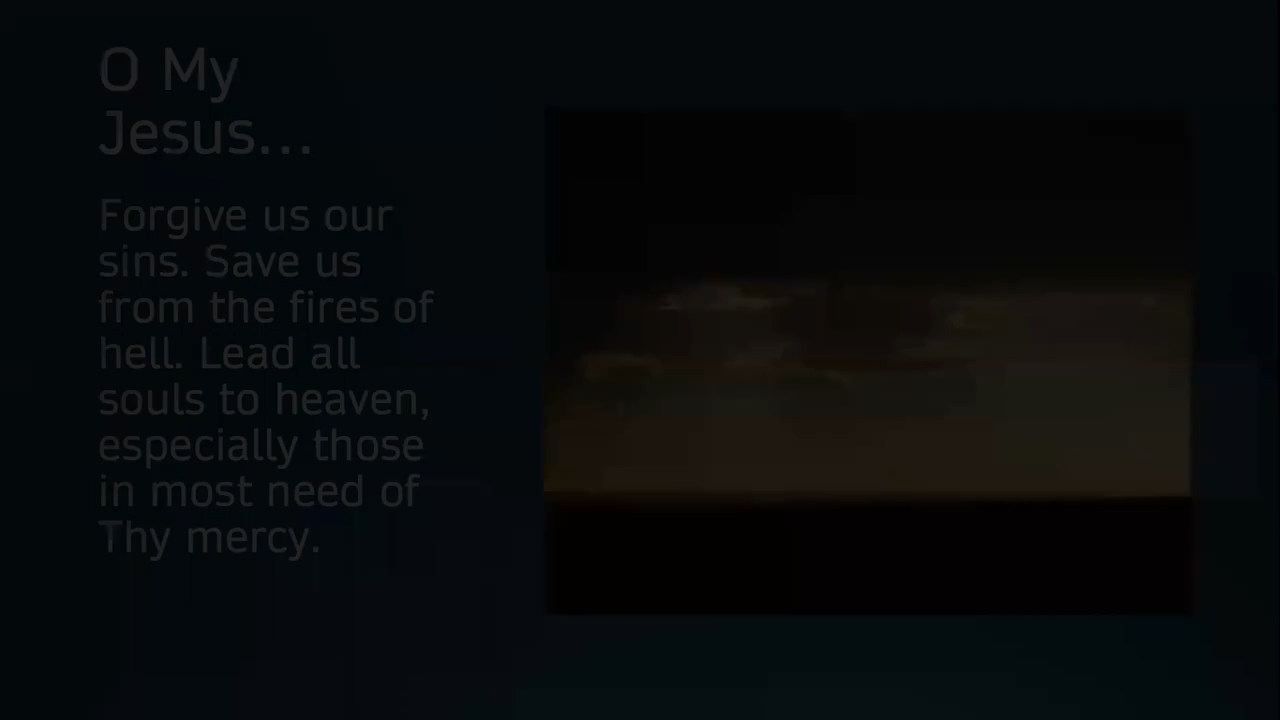 O My
Jesus...
Forgive us our
sins. Save us
from the fires of
hell. Lead all
souls to heaven,
especially those
in most need of
Thy mercy.